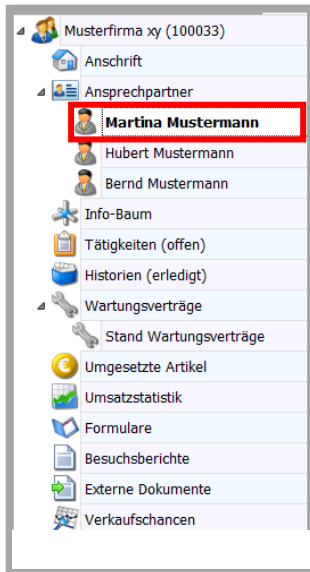 Musterfirma xy (100033)
Anschrift
Ansprechpartner
Martina Mustermann
Hubert Mustermann
Bernd Mustermann
Info-Baum
Tätigkeiten (offen)
Historien (erledigt)
Wartungsverträge
Stand Wartungsverträge
Umgesetzte Artikel
Umsatzstatistik
Formulare
Besuchsberichte
Externe Dokumente
Verkaufschancen